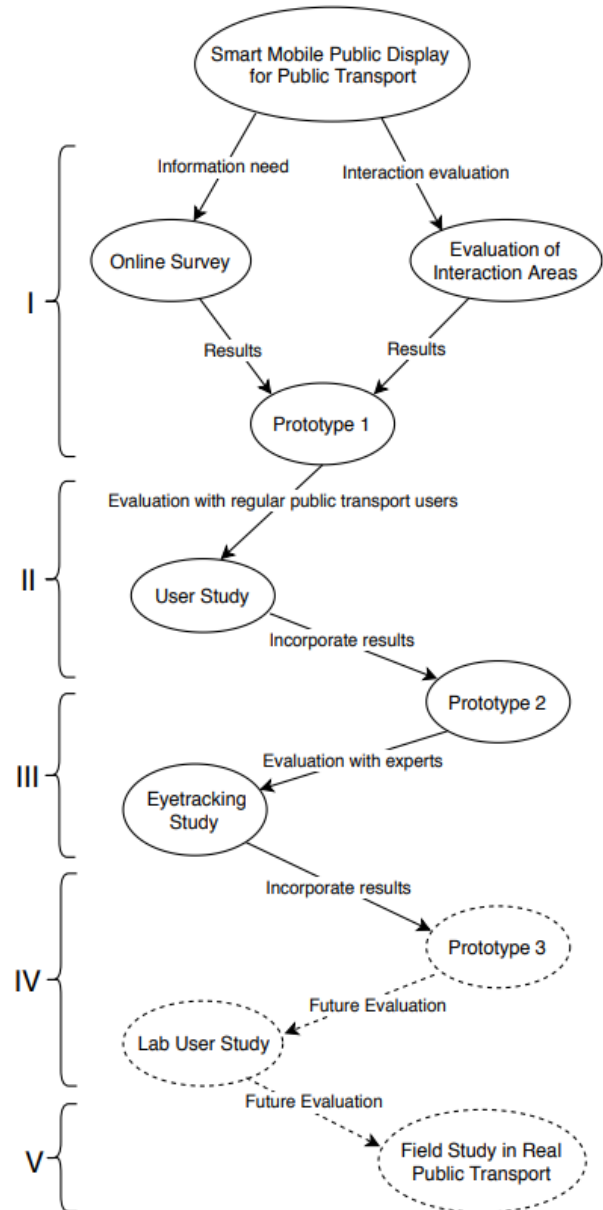 Smart Mobile Public Display
for Public Transport
Information need
Interaction evaluation
Online Survey
Evaluation of
Interaction Areas
I
Results
Results
Prototype 1
Evaluation with regular public transport users
II
User Study
Incorporate results
Prototype 2
III
Evaluation with experts
Eyetracking
Study
Incorporate results
Prototype 3
IV
Future Evaluation
Lab User Study
Future Evaluation
V
Field Study in Real
Public Transport